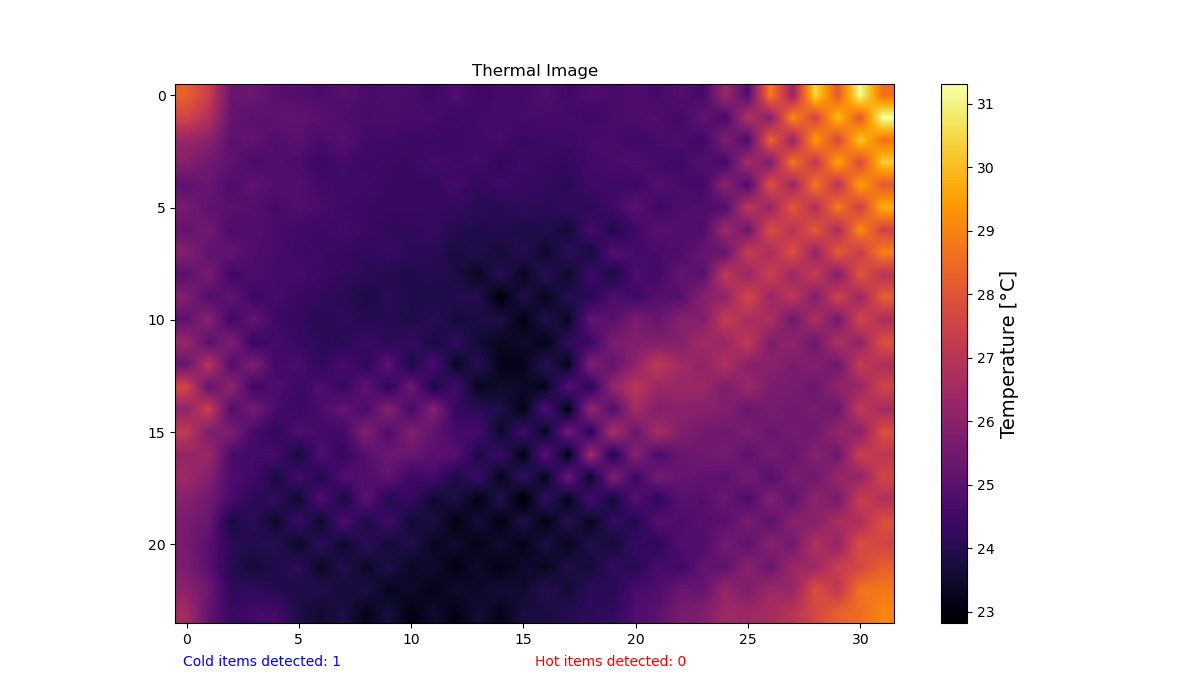 Thermal Image
0
5
10
15
20
0 5 10 15 20 25 30
31
30
29
28
27
26
25
24
23
Temperature [°C]
Cold items detected: 1
Hot items detected: 0